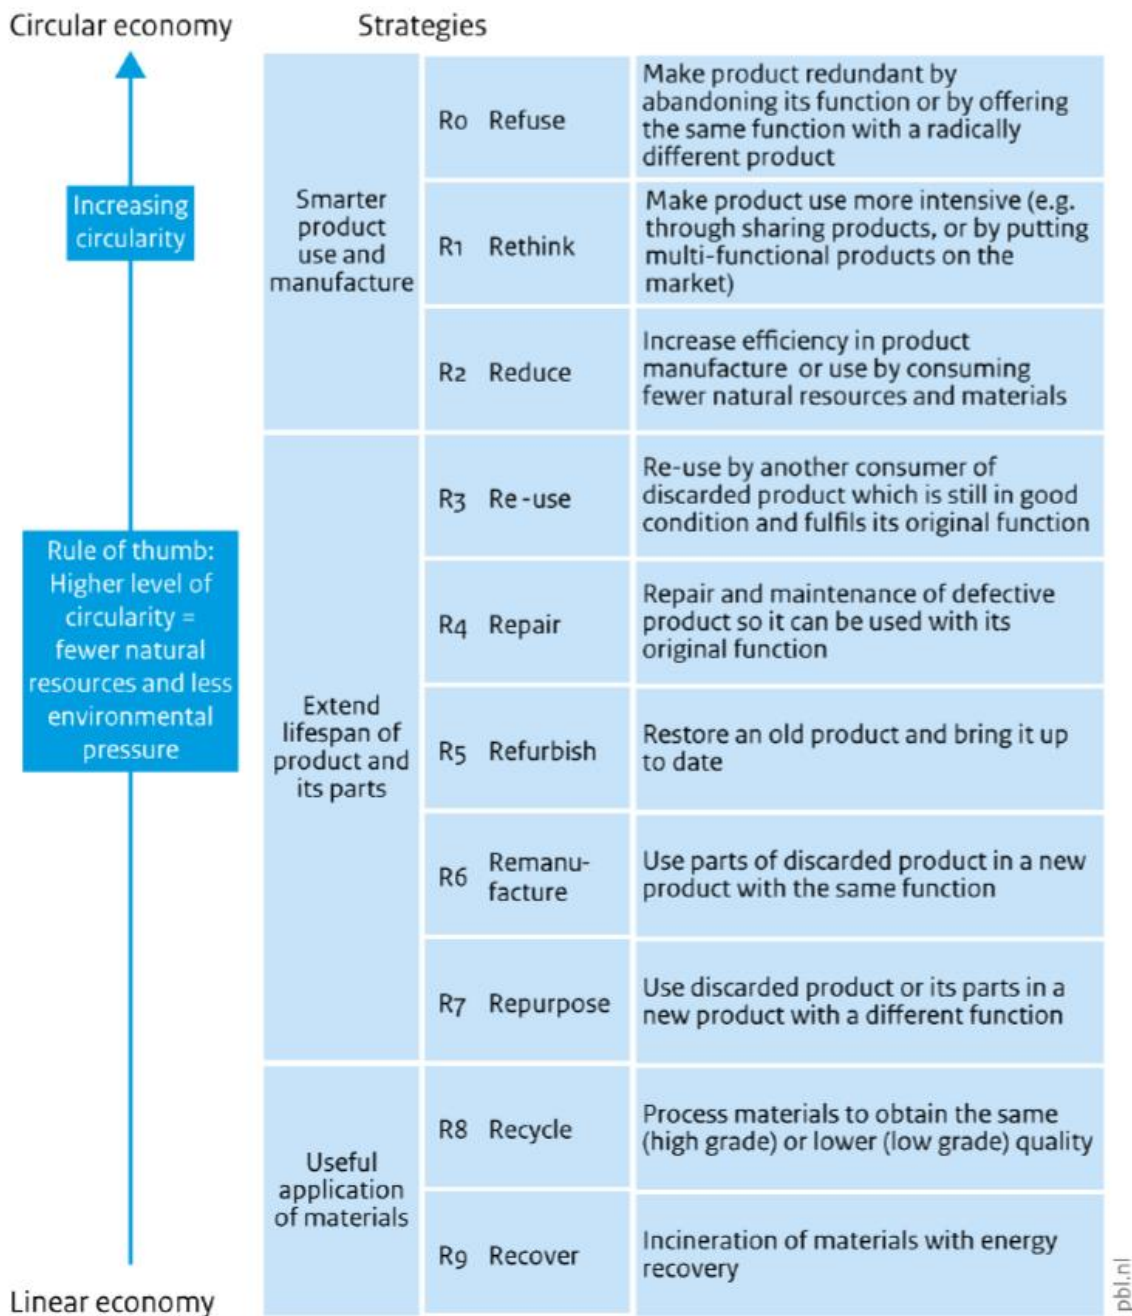 Circular economy
Strategies
Increasing
circularity
Rule of thumb:
Higher level of
circularity =
fewer natural
resources and less
environmental
pressure
Linear economy
Smarter
product
use and
manufacture
R0 Refuse
Make product redundant by
abandoning its function or by offering
the same function with a radically
different product
R1 Rethink
Make product use more intensive (e.g.
through sharing products, or by putting
multi-functional products on the
market)
R2 Reduce
Increase efficiency in product
manufacture or use by consuming
fewer natural resources and materials
Extend
lifespan of
product and
its parts
R3 Re-use
Re-use by another consumer of
discarded product which is still in good
condition and fulfils its original function
R4 Repair
Repair and maintenance of defective
product so it can be used with its
original function
R5 Refurbish
Restore an old product and bring it up
to date
R6 Remanu-
facture
Use parts of discarded product in a new
product with the same function
R7 Repurpose
Use discarded product or its parts in a
new product with a different function
Useful
application
of materials
R8 Recycle
Process materials to obtain the same
(high grade) or lower (low grade) quality
R9 Recover
Incineration of materials with energy
recovery
pbl.nl